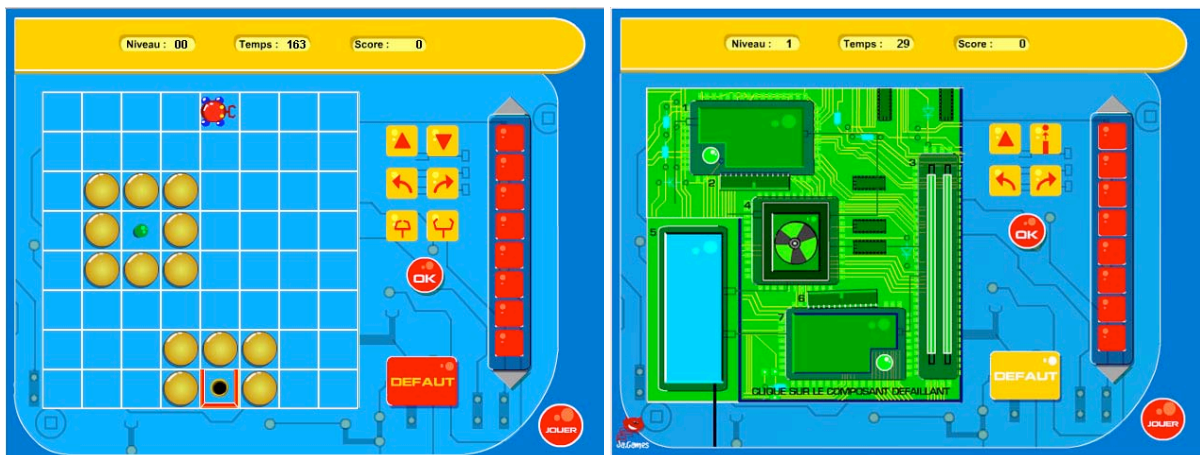 Niveau : 00 Temps : 163 Score : 0
OK
DEFAUT
JOUER
Niveau : 1 Temps : 29 Score : 0
1
2
3
4
5
OK
6
7
DEFAUT
CLIQUE SUR LE COMPOSANT DEFAILLANT
JOUER